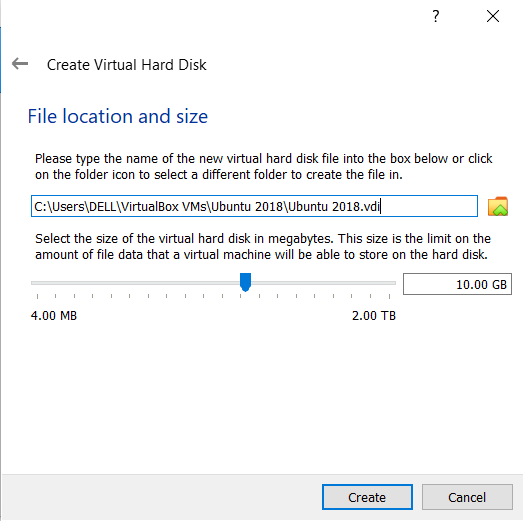 ?
Create Virtual Hard Disk
File location and size
Please type the name of the new virtual hard disk file into the box below or click
on the folder icon to select a different folder to create the file in.
C:\Users\DELL\VirtualBox VMs\Ubuntu 2018\Ubuntu 2018.vdi
Select the size of the virtual hard disk in megabytes. This size is the limit on the
amount of file data that a virtual machine will be able to store on the hard disk.
10.00 GB
4.00 MB 2.00 TB
Create Cancel